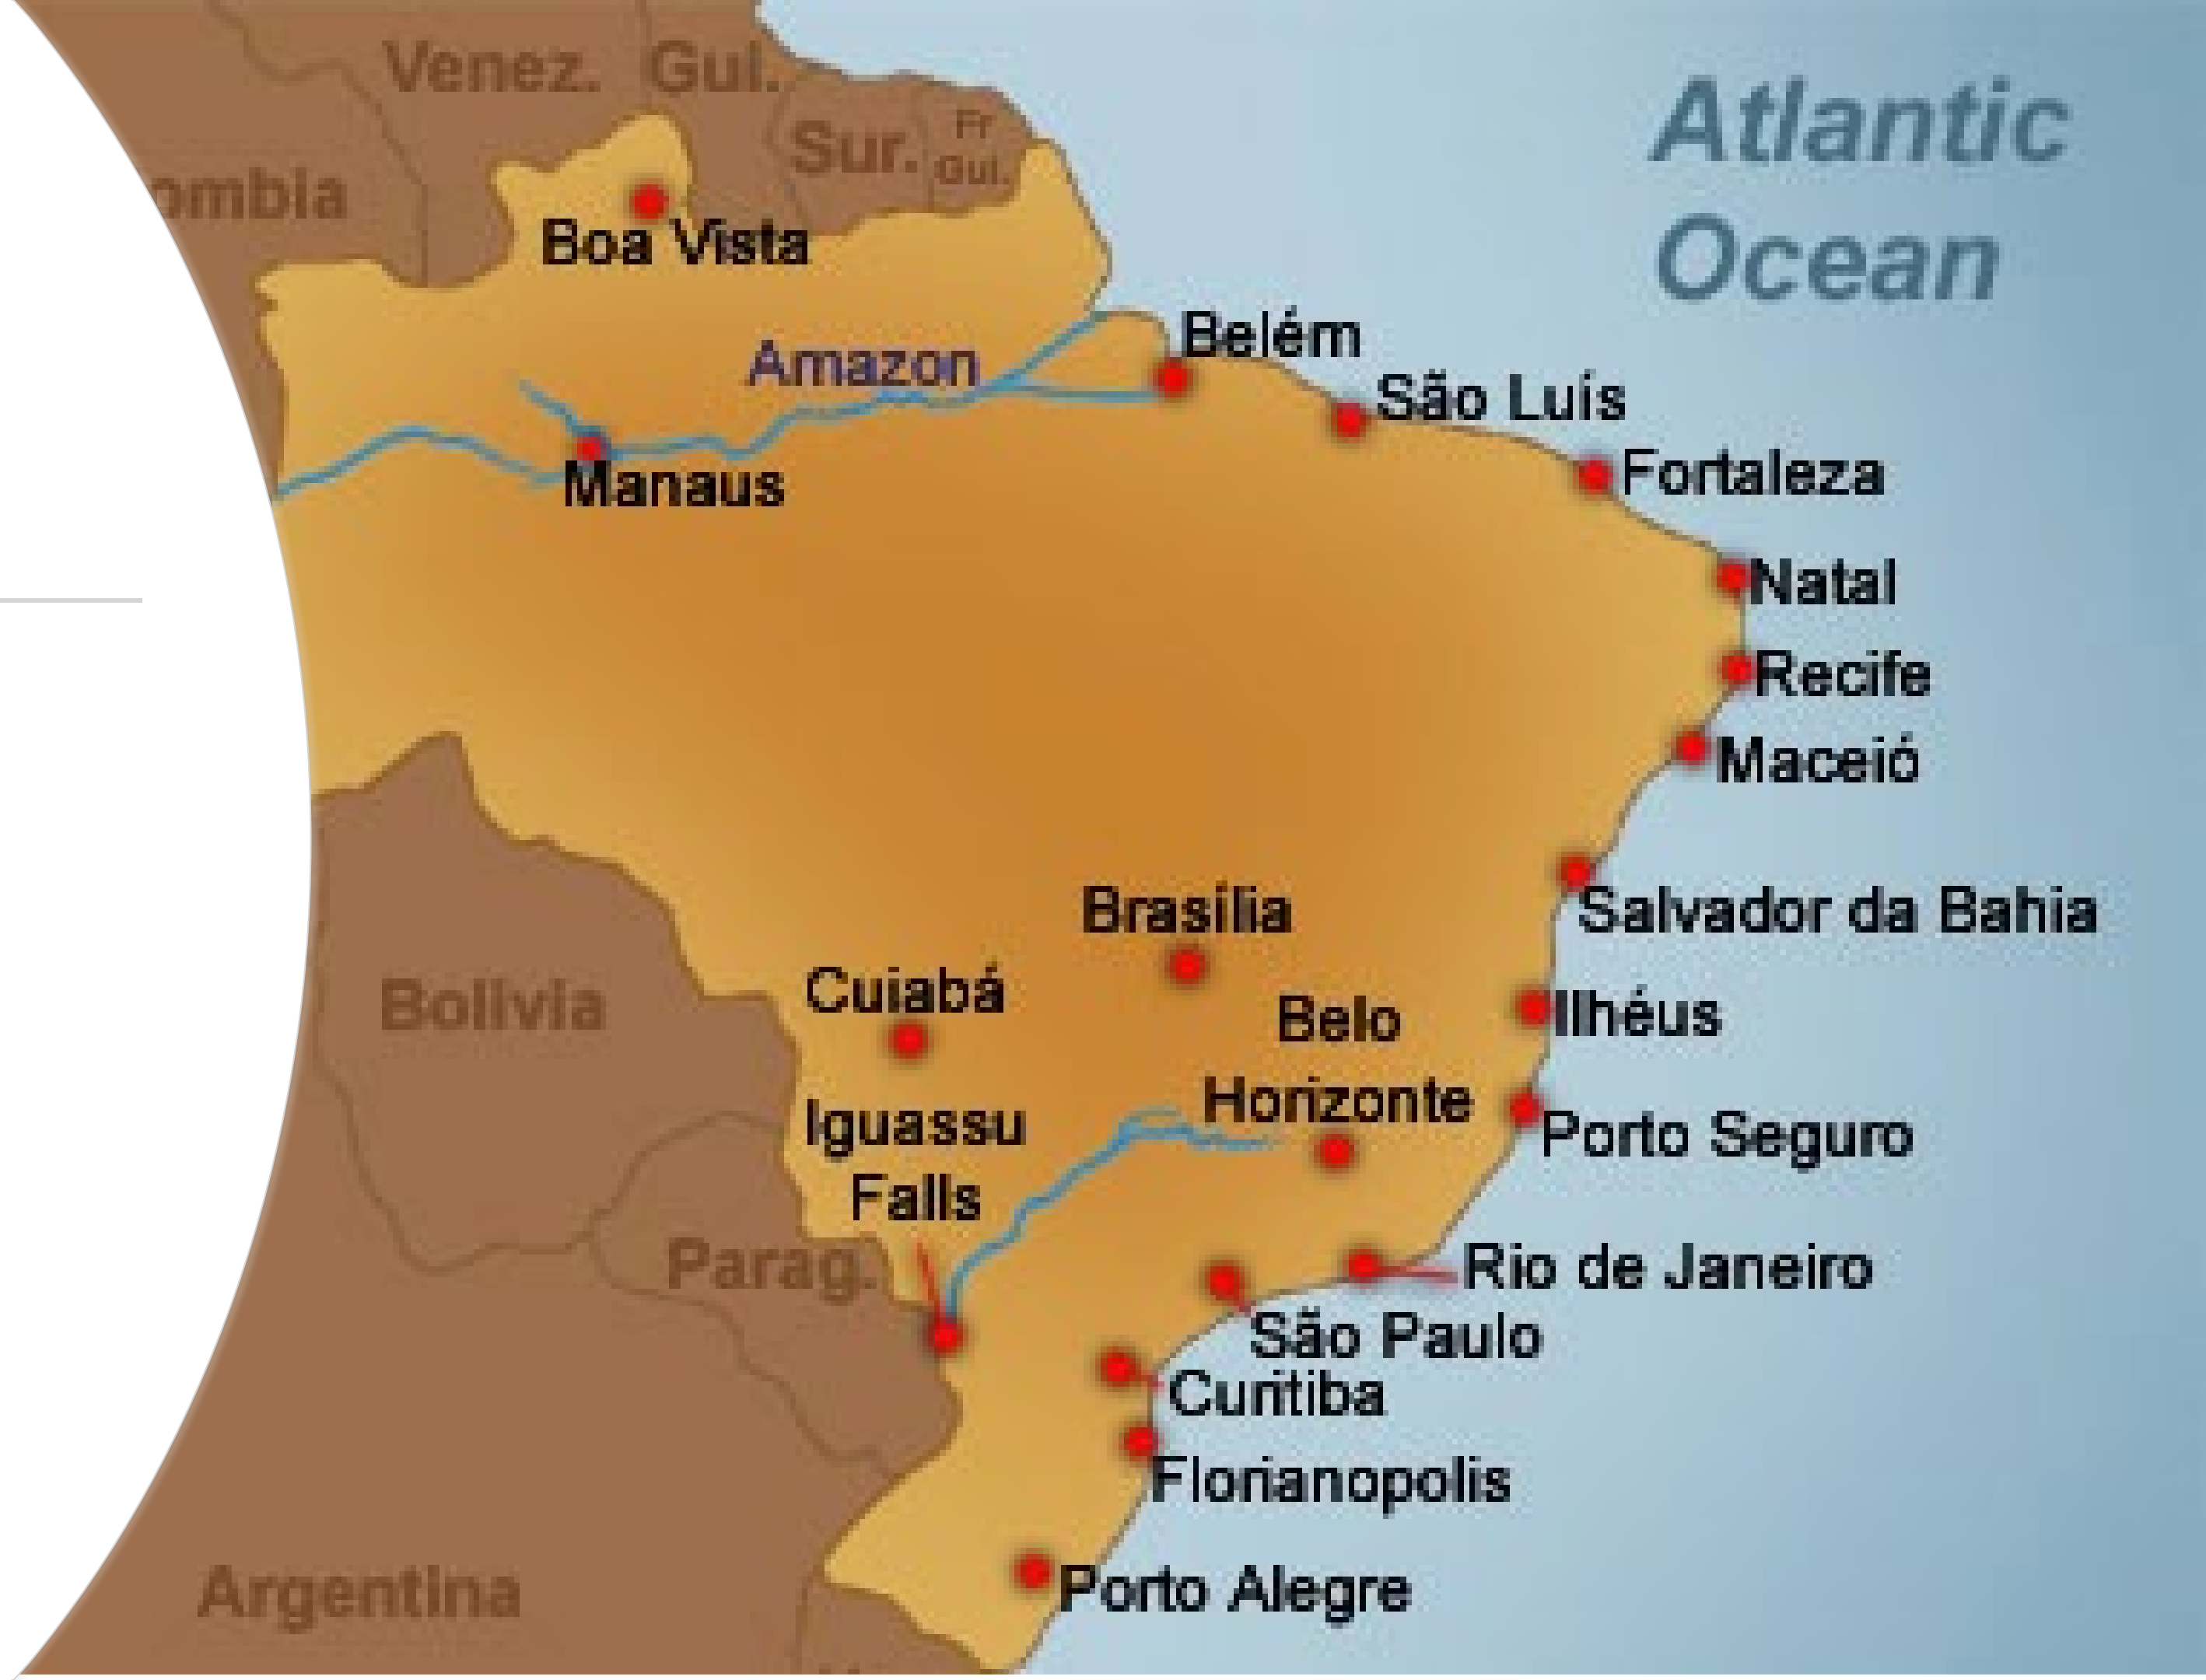 Venez.
Gui.
Atlantic
Ocean
Sur.
Fr
Gui.
ombia
Boa Vista
Belém
Amazon
São Luís
Fortaleza
Manaus
Natal
Recife
Maceió
Brasília
Salvador da Bahia
Cuiabá
Bolivia
Belo
Horizonte
Ilhéus
Iguassu
Falls
Porto Seguro
Parag.
Rio de Janeiro
São Paulo
Curitiba
Florianopolis
Argentina
Porto Alegre